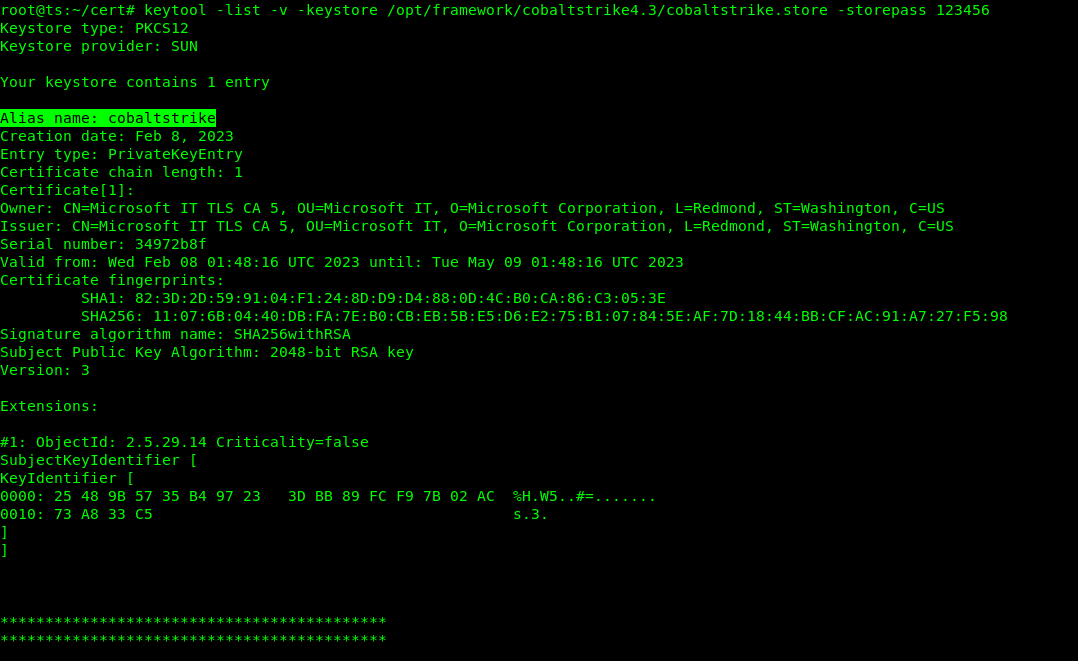 root@ts:~/cert# keytool -list -v -keystore /opt/framework/cobaltstrike4.3/cobaltstrike.store -storepass 123456
Keystore type: PKCS12
Keystore provider: SUN
Your keystore contains 1 entry
Alias name: cobaltstrike
Creation date: Feb 8, 2023
Entry type: PrivateKeyEntry
Certificate chain length: 1
Certificate[1]:
Owner: CN=Microsoft IT TLS CA 5, OU=Microsoft IT, O=Microsoft Corporation, L=Redmond, ST=Washington, C=US
Issuer: CN=Microsoft IT TLS CA 5, OU=Microsoft IT, O=Microsoft Corporation, L=Redmond, ST=Washington, C=US
Serial number: 34972b8f
Valid from: Wed Feb 08 01:48:16 UTC 2023 until: Tue May 09 01:48:16 UTC 2023
Certificate fingerprints:
SHA1: 82:3D:2D:59:91:04:F1:24:8D:D9:D4:88:0D:4C:B0:CA:86:C3:05:3E
SHA256: 11:07:6B:04:40:DB:FA:7E:B0:CB:EB:5B:E5:D6:E2:75:B1:07:84:5E:AF:7D:18:44:BB:CF:AC:91:A7:27:F5:98
Signature algorithm name: SHA256withRSA
Subject Public Key Algorithm: 2048-bit RSA key
Version: 3
Extensions:
#1: ObjectId: 2.5.29.14 Criticality=false
SubjectKeyIdentifier [
KeyIdentifier [
0000: 25 48 9B 57 35 B4 97 23   3D BB 89 FC F9 7B 02 AC  %H.W5..#=.......
0010: 73 A8 33 C5                                        s.3.
]
]
*******************************************
*******************************************